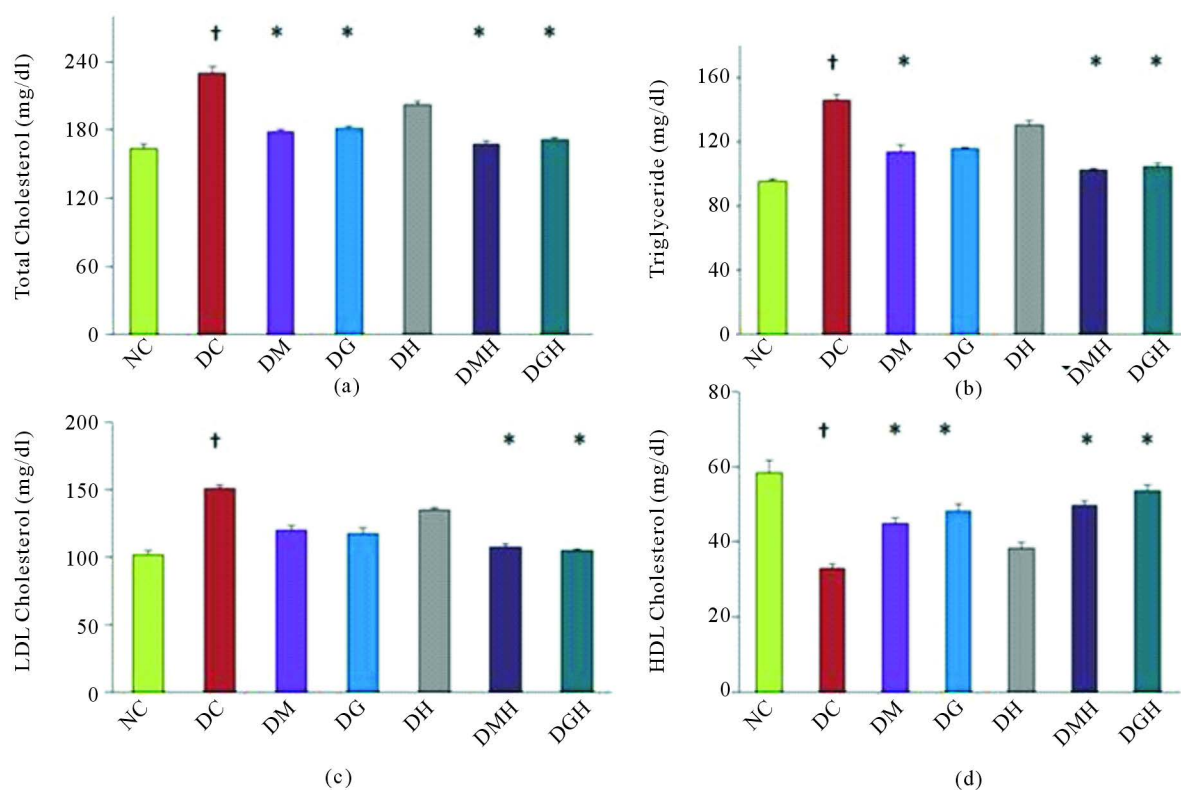 Total Cholesterol (mg/dl)
240
180
120
60
0
† * * * *
NC DC DM DG DH DMH DGH
(a)
Triglyceride (mg/dl)
160
120
80
40
0
† * * *
NC DC DM DG DH DMH DGH
(b)
LDL Cholesterol (mg/dl)
200
150
100
50
0
† * *
NC DC DM DG DH DMH DGH
(c)
HDL Cholesterol (mg/dl)
80
60
40
20
0
† * * * *
NC DC DM DG DH DMH DGH
(d)